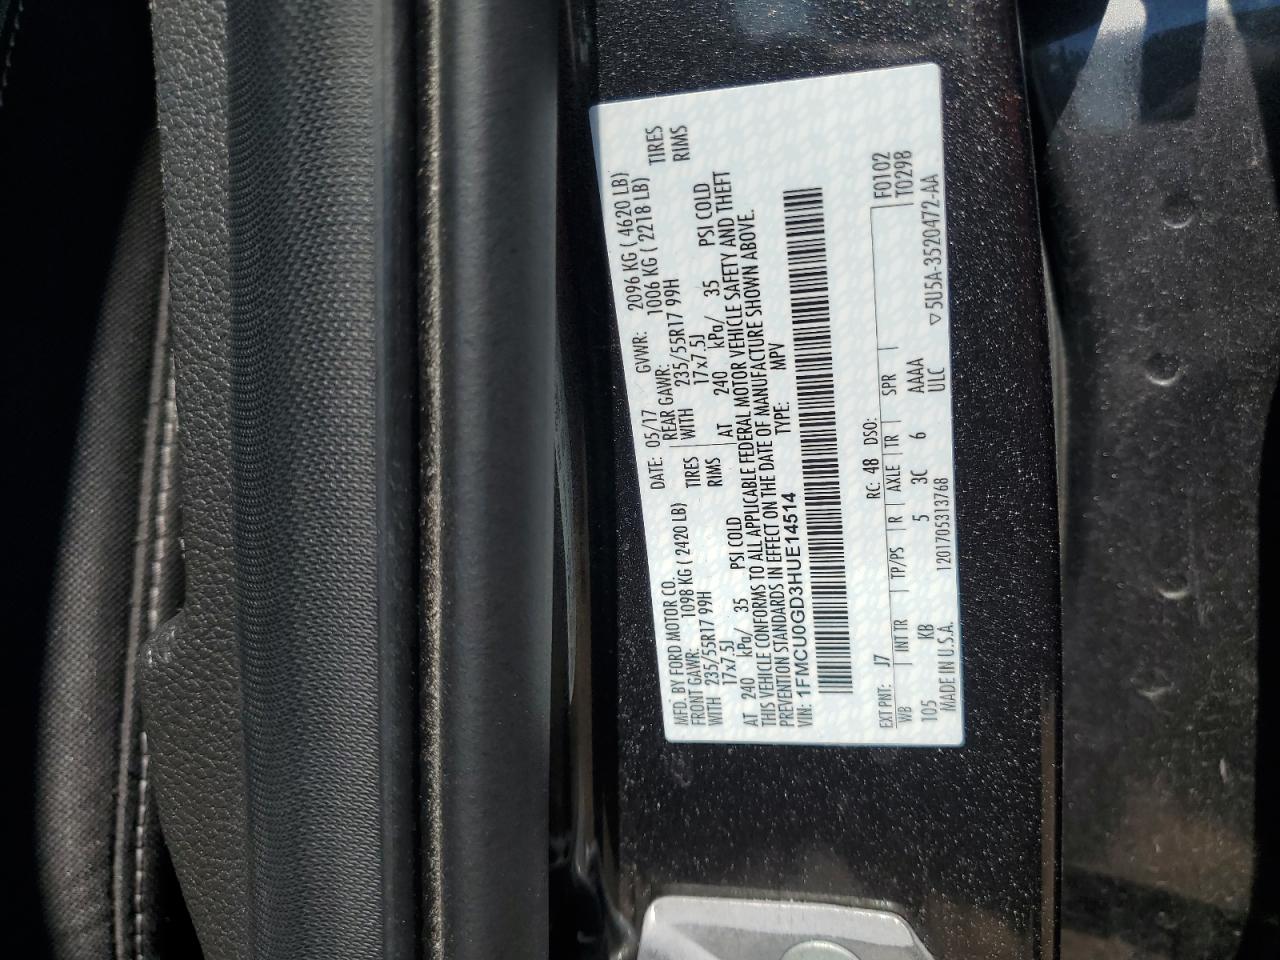 MFD. BY FORD MOTOR CO. DATE: 05/17 GVWR: 2096 KG ( 4620 LB)
FRONT GAWR: 1098 KG ( 2420 LB) REAR GAWR: 1006 KG ( 2218 LB)
WITH 235/55R17 99H TIRES WITH 235/55R17 99H TIRES
17x7.5J RIMS 17x7.5J RIMS
AT 240 kPa/ 35 PSI COLD AT 240 kPa/ 35 PSI COLD
THIS VEHICLE CONFORMS TO ALL APPLICABLE FEDERAL MOTOR VEHICLE SAFETY AND THEFT
PREVENTION STANDARDS IN EFFECT ON THE DATE OF MANUFACTURE SHOWN ABOVE.
VIN: 1FMCU0GD3HUE14514 TYPE: MPV
EXT PNT: J7 RC: 48 DSO: F0102
WB INT TR TP/PS R AXLE TR SPR T0298
105 KB 5 3C 6 AAAA
MADE IN U.S.A. 1201705313768 ULC ▽5U5A-3520472-AA